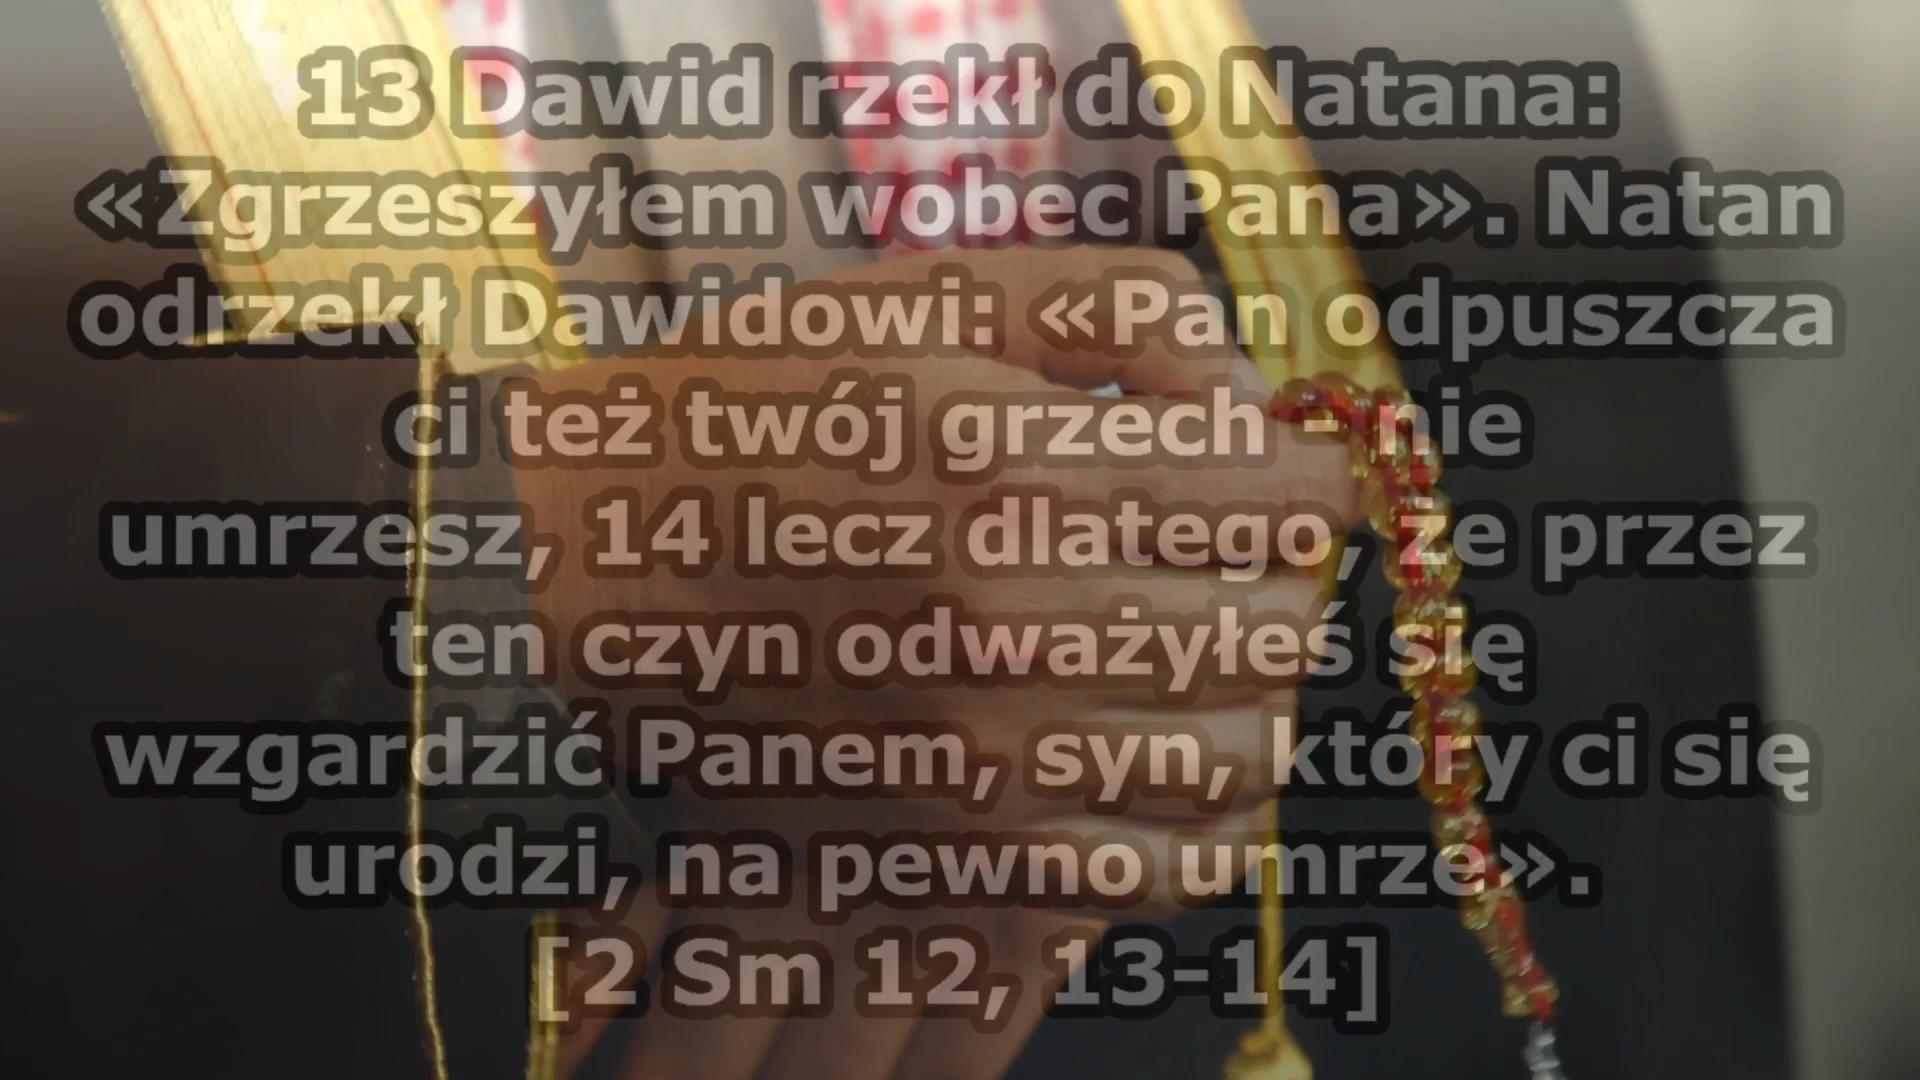 13 Dawid rzekł do Natana:
«Zgrzeszyłem wobec Pana». Natan
odrzekł Dawidowi: «Pan odpuszcza
ci też twój grzech - nie
umrzesz, 14 lecz dlatego, że przez
ten czyn odważyłeś się
wzgardzić Panem, syn, który ci się
urodzi, na pewno umrze».
[2 Sm 12, 13-14]